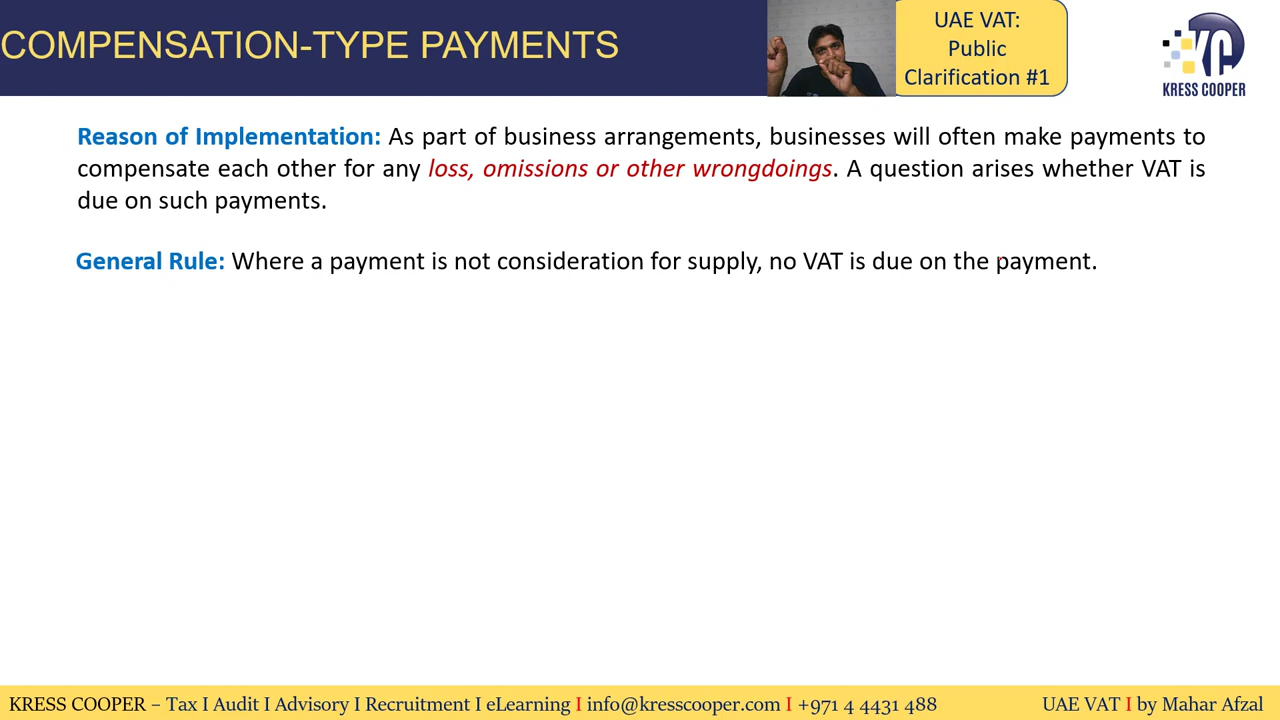 COMPENSATION-TYPE PAYMENTS
UAE VAT:
Public
Clarification #1
KC
KRESS COOPER
Reason of Implementation: As part of business arrangements, businesses will often make payments to
compensate each other for any loss, omissions or other wrongdoings. A question arises whether VAT is
due on such payments.
General Rule: Where a payment is not consideration for supply, no VAT is due on the payment.
KRESS COOPER – Tax I Audit I Advisory I Recruitment I eLearning I info@kresscooper.com I +971 4 4431 488
UAE VAT I by Mahar Afzal